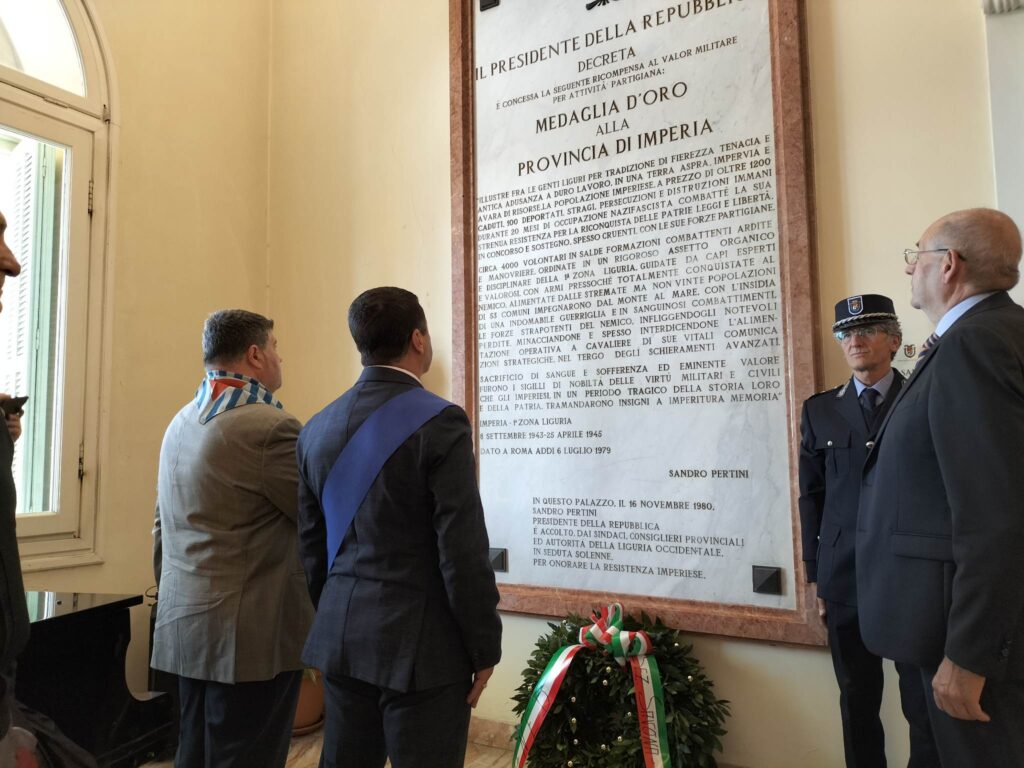 IL PRESIDENTE DELLA REPUBBLICA
DECRETA
È CONCESSA LA SEGUENTE RICOMPENSA AL VALOR MILITARE
PER ATTIVITÀ PARTIGIANA:
MEDAGLIA D'ORO
ALLA
PROVINCIA DI IMPERIA
"ILLUSTRE FRA LE GENTI LIGURI PER TRADIZIONE DI FIEREZZA TENACIA E
ANTICA ADUSANZA A DURO LAVORO, IN UNA TERRA ASPRA, IMPERVIA E
AVARA DI RISORSE, LA POPOLAZIONE IMPERIESE, A PREZZO DI OLTRE 1200
CADUTI, 900 DEPORTATI, STRAGI, PERSECUZIONI E DISTRUZIONI IMMANI
DURANTE 20 MESI DI OCCUPAZIONE NAZIFASCISTA COMBATTÉ LA SUA
STRENUA RESISTENZA PER LA RICONQUISTA DELLE PATRIE LEGGI E LIBERTÀ,
IN CONCORSO E SOSTEGNO, SPESSO CRUENTI, CON LE SUE FORZE PARTIGIANE.
CIRCA 4000 VOLONTARI IN SALDE FORMAZIONI COMBATTENTI ARDITE
E MANOVRIERE, ORDINATE IN UN RIGOROSO ASSETTO ORGANICO
E DISCIPLINARE DELLA 1ª ZONA LIGURIA, GUIDATE DA CAPI ESPERTI
E VALOROSI, CON ARMI PRESSOCHÉ TOTALMENTE CONQUISTATE AL
NEMICO, ALIMENTATE DALLE STREMATE MA NON VINTE POPOLAZIONI
DI 53 COMUNI IMPEGNARONO DAL MONTE AL MARE, CON L'INSIDIA
DI UNA INDOMABILE GUERRIGLIA E IN SANGUINOSI COMBATTIMENTI,
LE FORZE STRAPOTENTI DEL NEMICO, INFLIGGENDOGLI NOTEVOLI
PERDITE, MINACCIANDONE E SPESSO INTERDICENDONE L'ALIMEN-
TAZIONE OPERATIVA A CAVALIERE DI SUE VITALI COMUNICA
ZIONI STRATEGICHE, NEL TERGO DEGLI SCHIERAMENTI AVANZATI.
SACRIFICIO DI SANGUE E SOFFERENZA ED EMINENTE VALORE
FURONO I SIGILLI DI NOBILTÀ DELLE VIRTÙ MILITARI E CIVILI
CHE GLI IMPERIESI, IN UN PERIODO TRAGICO DELLA STORIA LORO
E DELLA PATRIA, TRAMANDARONO INSIGNI A IMPERITURA MEMORIA"
IMPERIA - 1ª ZONA LIGURIA
8 SETTEMBRE 1943-25 APRILE 1945
DATO A ROMA ADDI 6 LUGLIO 1979
SANDRO PERTINI
IN QUESTO PALAZZO, IL 16 NOVEMBRE 1980,
SANDRO PERTINI
PRESIDENTE DELLA REPUBBLICA
È ACCOLTO, DAI SINDACI, CONSIGLIERI PROVINCIALI
ED AUTORITÀ DELLA LIGURIA OCCIDENTALE,
IN SEDUTA SOLENNE,
PER ONORARE LA RESISTENZA IMPERIESE.